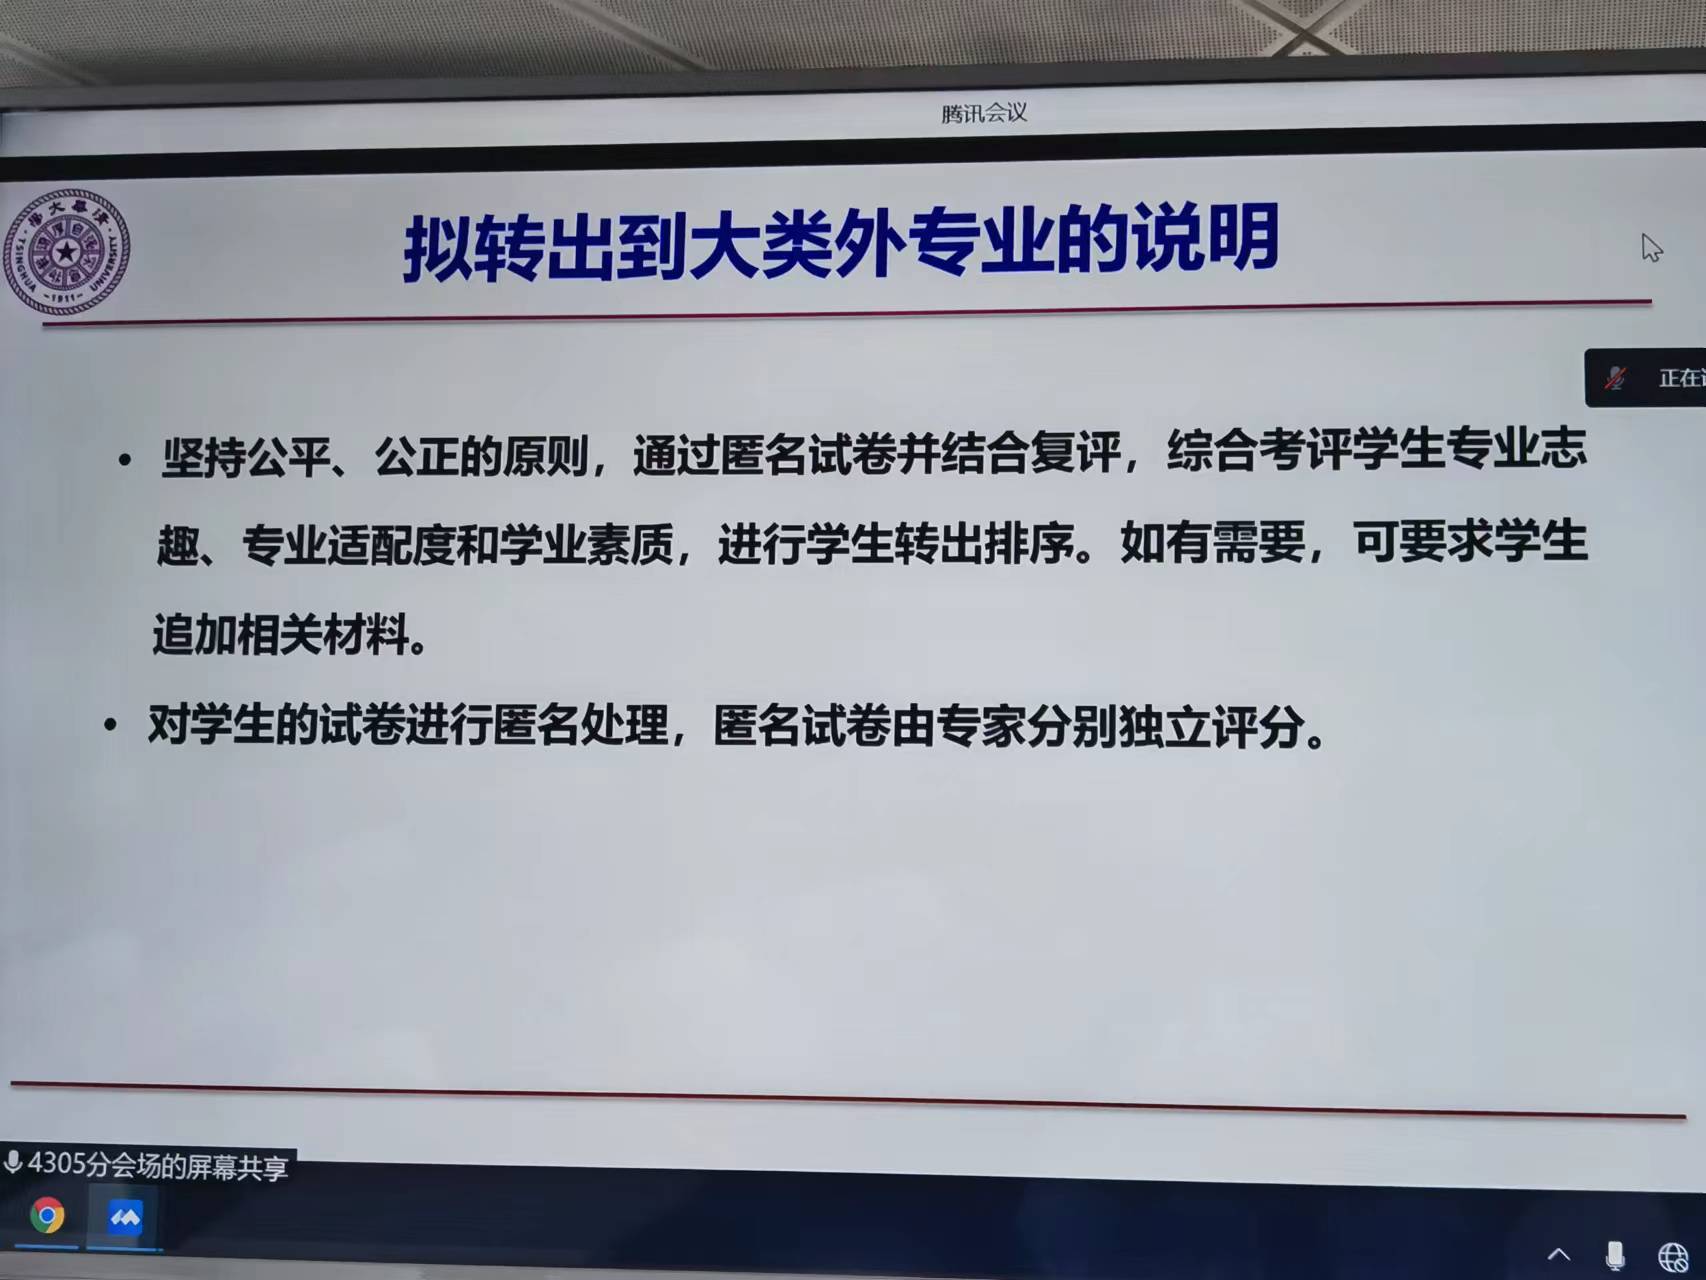 腾讯会议
清華大學
TSINGHUA UNIVERSITY
-1911-
拟转出到大类外专业的说明
正在
• 坚持公平、公正的原则，通过匿名试卷并结合复评，综合考评学生专业志
趣、专业适配度和学业素质，进行学生转出排序。如有需要，可要求学生
追加相关材料。
• 对学生的试卷进行匿名处理，匿名试卷由专家分别独立评分。
4305分会场的屏幕共享